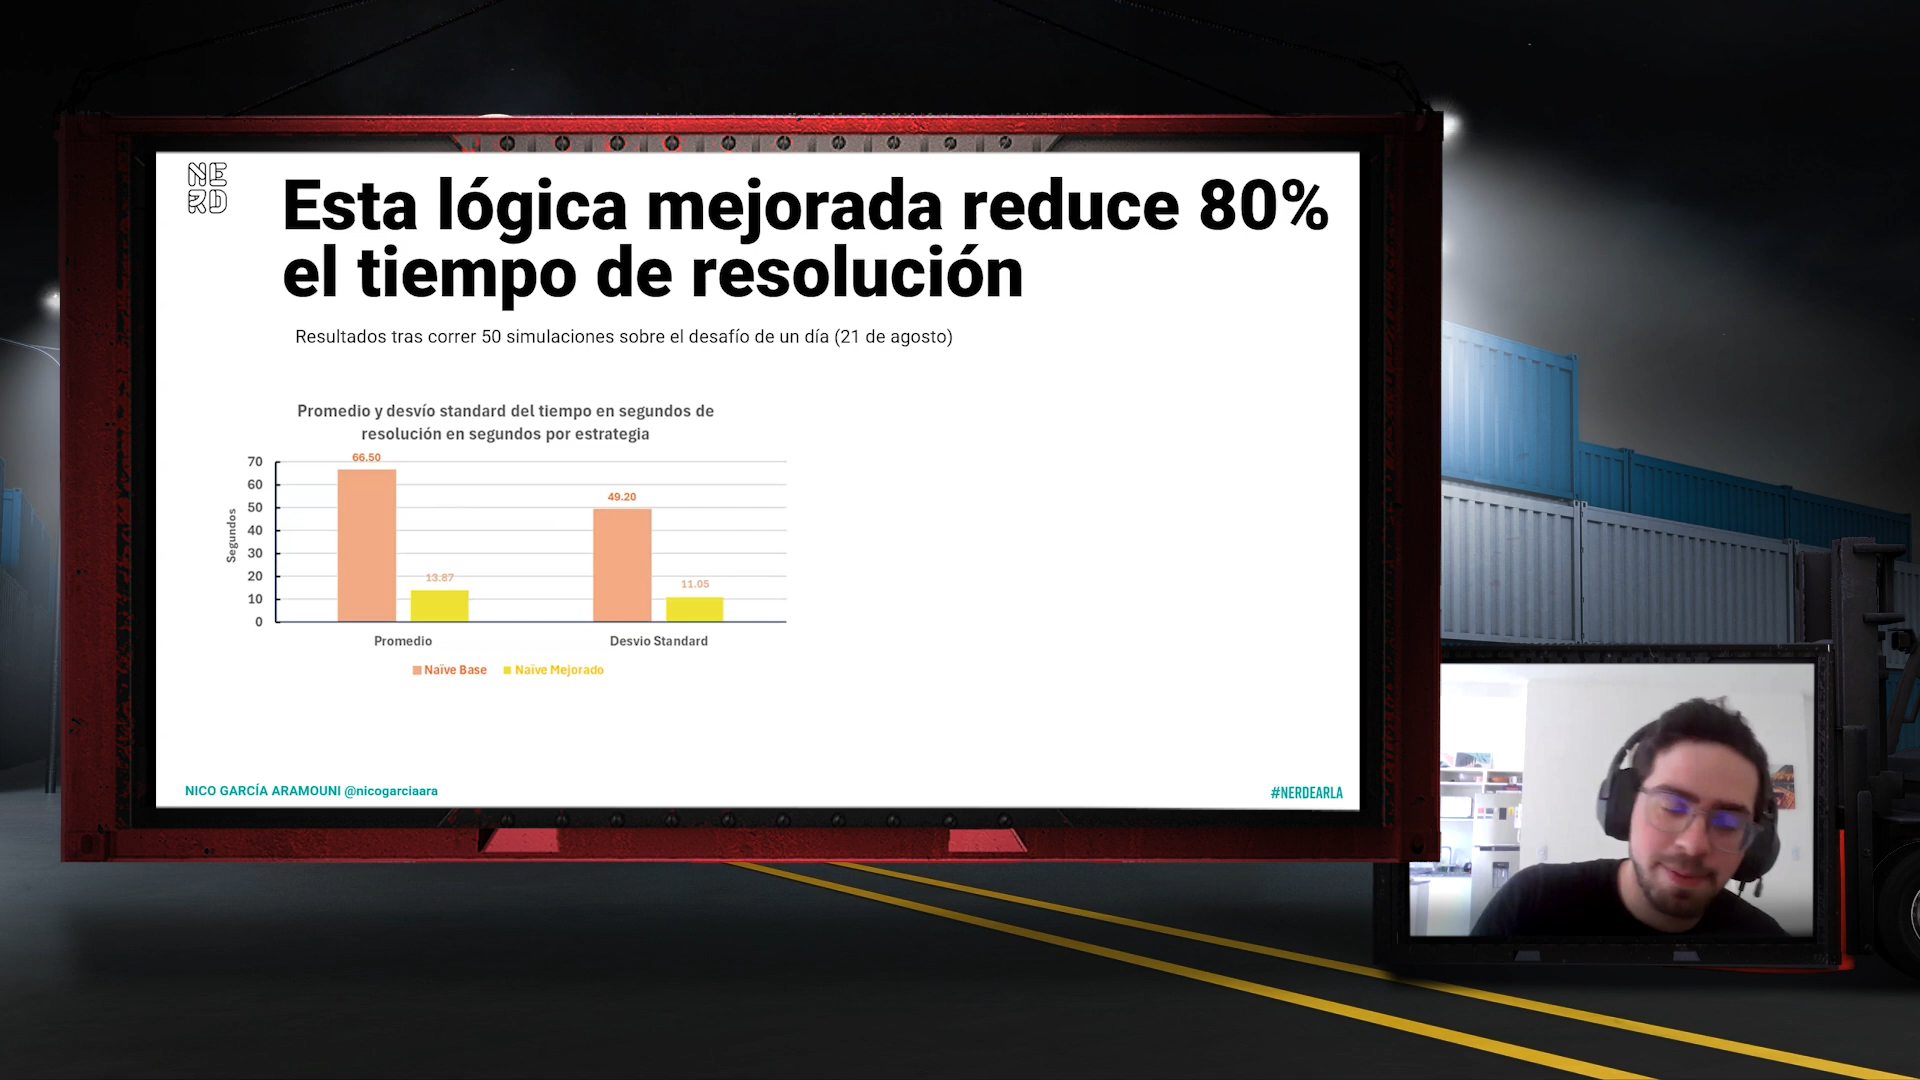 NE
RD
Esta lógica mejorada reduce 80%
el tiempo de resolución
Resultados tras correr 50 simulaciones sobre el desafío de un día (21 de agosto)
Promedio y desvío standard del tiempo en segundos de
resolución en segundos por estrategia
Segundos
70
60
50
40
30
20
10
0
66.50
13.87
49.20
11.05
Promedio
Desvio Standard
Naïve Base
Naïve Mejorado
NICO GARCÍA ARAMOUNI @nicogarciaara
#NERDEARLA